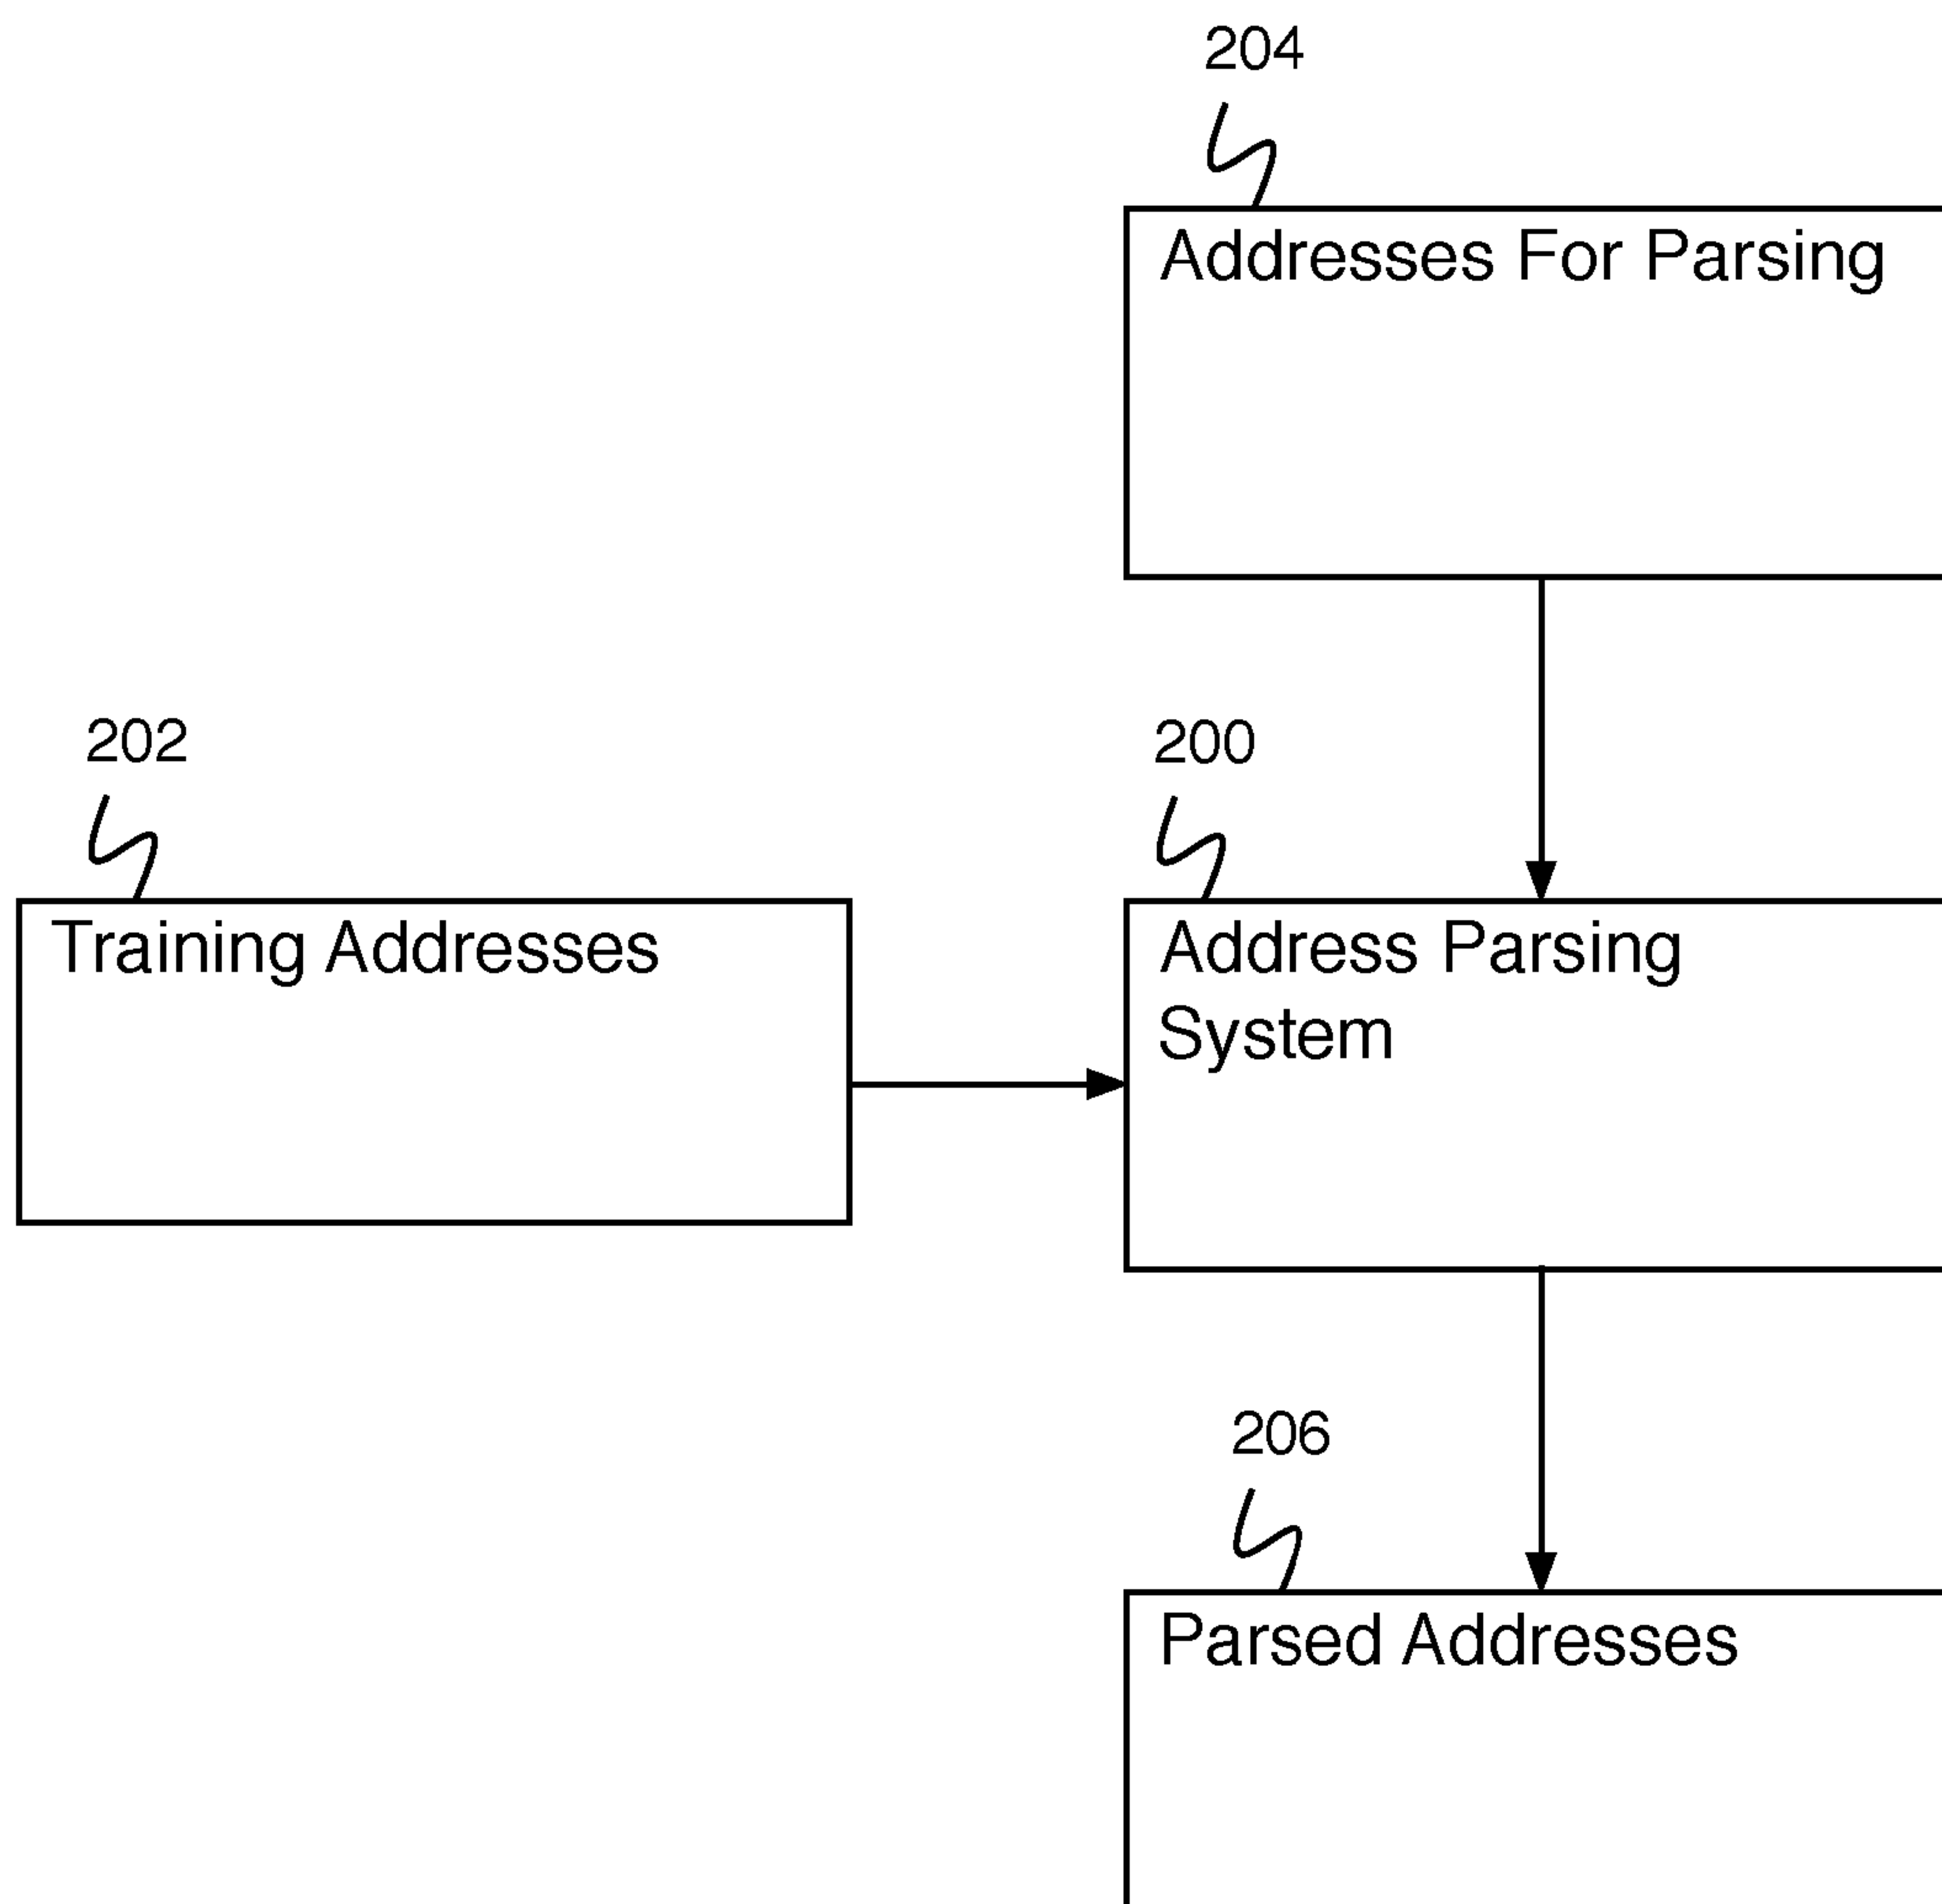 204
Addresses For Parsing
202
200
Training Addresses
Address Parsing
System
206
Parsed Addresses